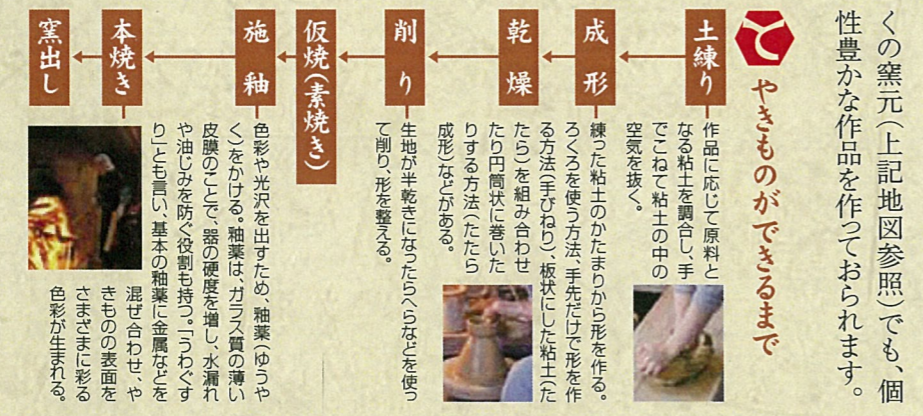 くの窯元(上記地図参照)でも、個
性豊かな作品を作っておられます。
と
やきものができるまで
土練り
作品に応じて原料と
なる粘土を調合し、手
でこねて粘土の中の
空気を抜く。
成形
練った粘土のかたまりから形を作る。
ろくろを使う方法、手先だけで形を作
る方法(手びねり)、板状にした粘土(た
たら)を組み合わせ
たり円筒状に巻いた
りする方法(たたら
成形)などがある。
乾燥
削り
生地が半乾きになったらへらなどを使っ
て削り、形を整える。
仮焼(素焼き)
施釉
色彩や光沢を出すため、釉薬(ゆうや
く)をかける。釉薬は、ガラス質の薄い
皮膜のことで、器の硬度を増し、水漏れ
や油じみを防ぐ役割も持つ。「うわぐす
り」とも言い、基本の釉薬に金属などを
混ぜ合わせ、や
きものの表面を
さまざまに彩る
色彩が生まれる。
本焼き
窯出し